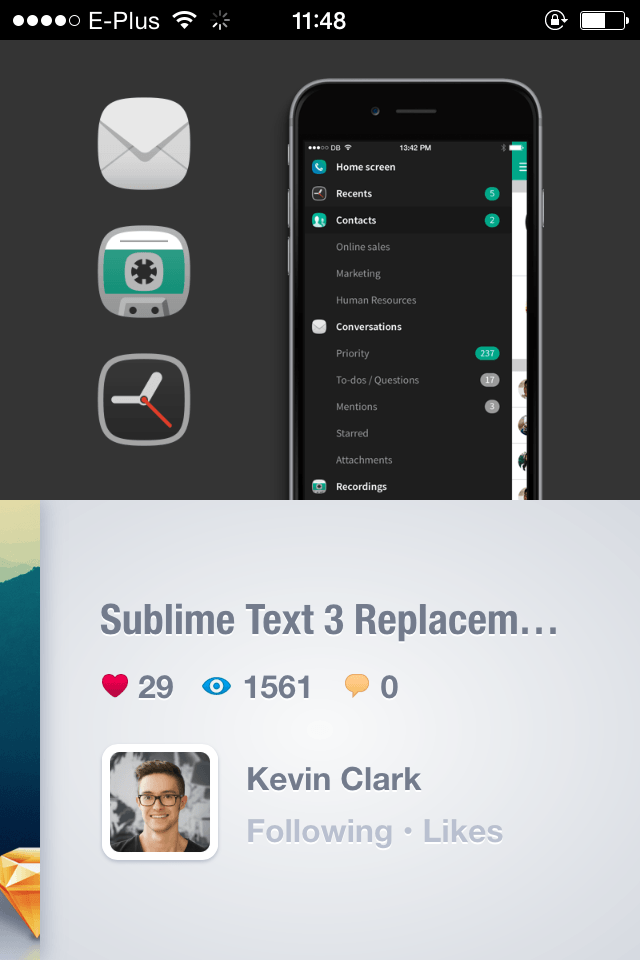 E-Plus 11:48
DB 13:42 PM
Home screen
Recents 5
Contacts 2
Online sales
Marketing
Human Resources
Conversations
Priority 237
To-dos / Questions 17
Mentions 3
Starred
Attachments
Recordings
Sublime Text 3 Replacem...
29 1561 0
Kevin Clark
Following • Likes